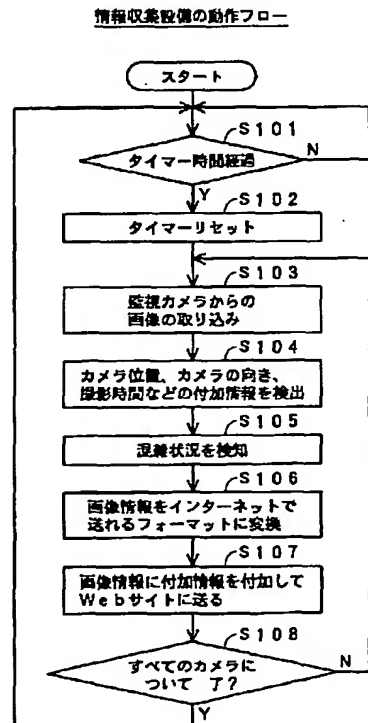 情報収集設備の動作フロー
スタート
S101
タイマー時間経過
N
Y
S102
タイマーリセット
S103
監視カメラからの
画像の取り込み
S104
カメラ位置、カメラの向き、
撮影時間などの付加情報を検出
S105
混雑状況を検知
S106
画像情報をインターネットで
送れるフォーマットに変換
S107
画像情報に付加情報を付加して
Webサイトに送る
S108
すべてのカメラに
ついて 了?
N
Y